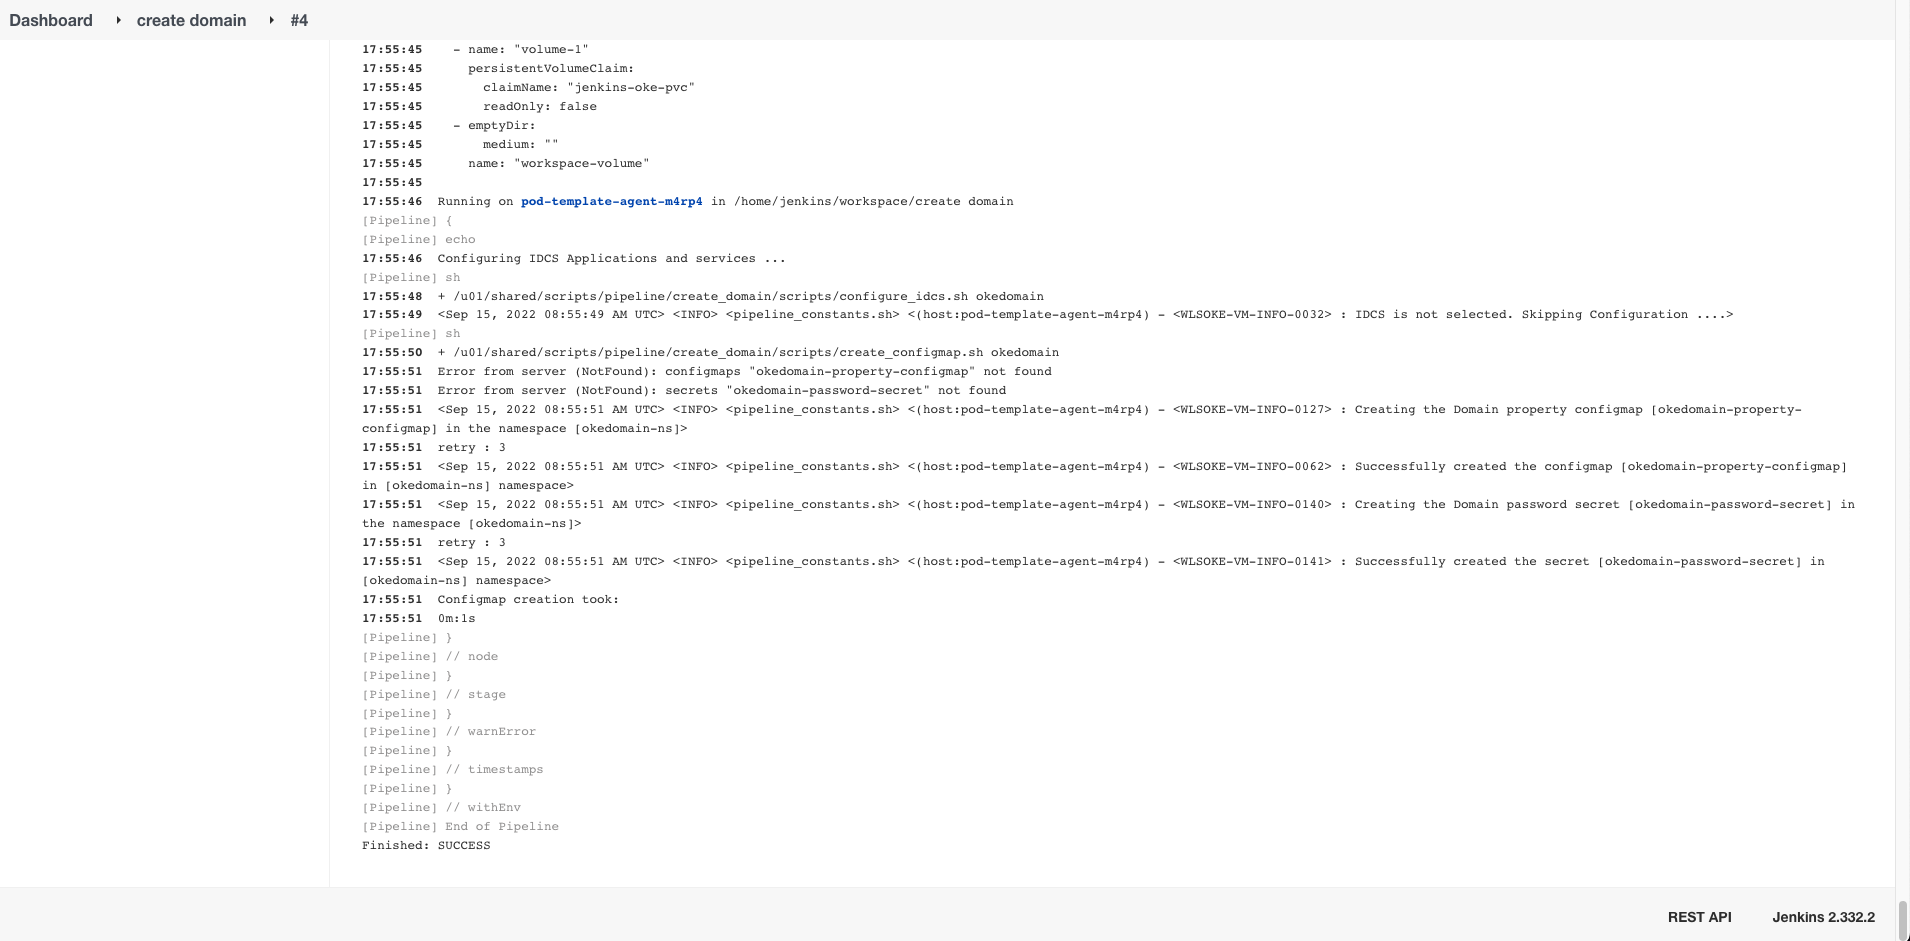 Dashboard ▸ create domain ▸ #4
17:55:45    - name: "volume-1"
17:55:45      persistentVolumeClaim:
17:55:45        claimName: "jenkins-oke-pvc"
17:55:45        readOnly: false
17:55:45    - emptyDir:
17:55:45        medium: ""
17:55:45      name: "workspace-volume"
17:55:45
17:55:46  Running on pod-template-agent-m4rp4 in /home/jenkins/workspace/create domain
[Pipeline] {
[Pipeline] echo
17:55:46  Configuring IDCS Applications and services ...
[Pipeline] sh
17:55:48  + /u01/shared/scripts/pipeline/create_domain/scripts/configure_idcs.sh okedomain
17:55:49  <Sep 15, 2022 08:55:49 AM UTC> <INFO> <pipeline_constants.sh> <(host:pod-template-agent-m4rp4) - <WLSOKE-VM-INFO-0032> : IDCS is not selected. Skipping Configuration ....>
[Pipeline] sh
17:55:50  + /u01/shared/scripts/pipeline/create_domain/scripts/create_configmap.sh okedomain
17:55:51  Error from server (NotFound): configmaps "okedomain-property-configmap" not found
17:55:51  Error from server (NotFound): secrets "okedomain-password-secret" not found
17:55:51  <Sep 15, 2022 08:55:51 AM UTC> <INFO> <pipeline_constants.sh> <(host:pod-template-agent-m4rp4) - <WLSOKE-VM-INFO-0127> : Creating the Domain property configmap [okedomain-property-
configmap] in the namespace [okedomain-ns]>
17:55:51  retry : 3
17:55:51  <Sep 15, 2022 08:55:51 AM UTC> <INFO> <pipeline_constants.sh> <(host:pod-template-agent-m4rp4) - <WLSOKE-VM-INFO-0062> : Successfully created the configmap [okedomain-property-configmap]
in [okedomain-ns] namespace>
17:55:51  <Sep 15, 2022 08:55:51 AM UTC> <INFO> <pipeline_constants.sh> <(host:pod-template-agent-m4rp4) - <WLSOKE-VM-INFO-0140> : Creating the Domain password secret [okedomain-password-secret] in
the namespace [okedomain-ns]>
17:55:51  retry : 3
17:55:51  <Sep 15, 2022 08:55:51 AM UTC> <INFO> <pipeline_constants.sh> <(host:pod-template-agent-m4rp4) - <WLSOKE-VM-INFO-0141> : Successfully created the secret [okedomain-password-secret] in
[okedomain-ns] namespace>
17:55:51  Configmap creation took:
17:55:51  0m:1s
[Pipeline] }
[Pipeline] // node
[Pipeline] }
[Pipeline] // stage
[Pipeline] }
[Pipeline] // warnError
[Pipeline] }
[Pipeline] // timestamps
[Pipeline] }
[Pipeline] // withEnv
[Pipeline] End of Pipeline
Finished: SUCCESS
REST API  Jenkins 2.332.2